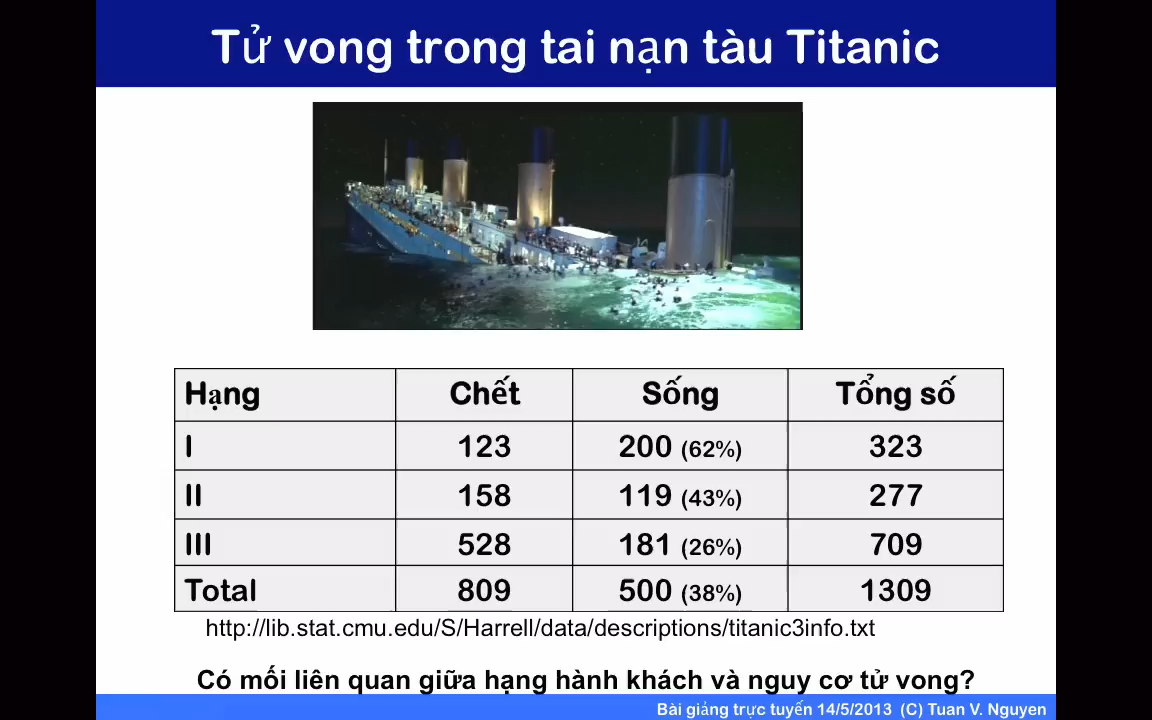 Tử vong trong tai nạn tàu Titanic
Hạng Chết Sống Tổng số
I 123 200 (62%) 323
II 158 119 (43%) 277
III 528 181 (26%) 709
Total 809 500 (38%) 1309
http://lib.stat.cmu.edu/S/Harrell/data/descriptions/titanic3info.txt
Có mối liên quan giữa hạng hành khách và nguy cơ tử vong?
Bài giảng trực tuyến 14/5/2013 (C) Tuan V. Nguyen